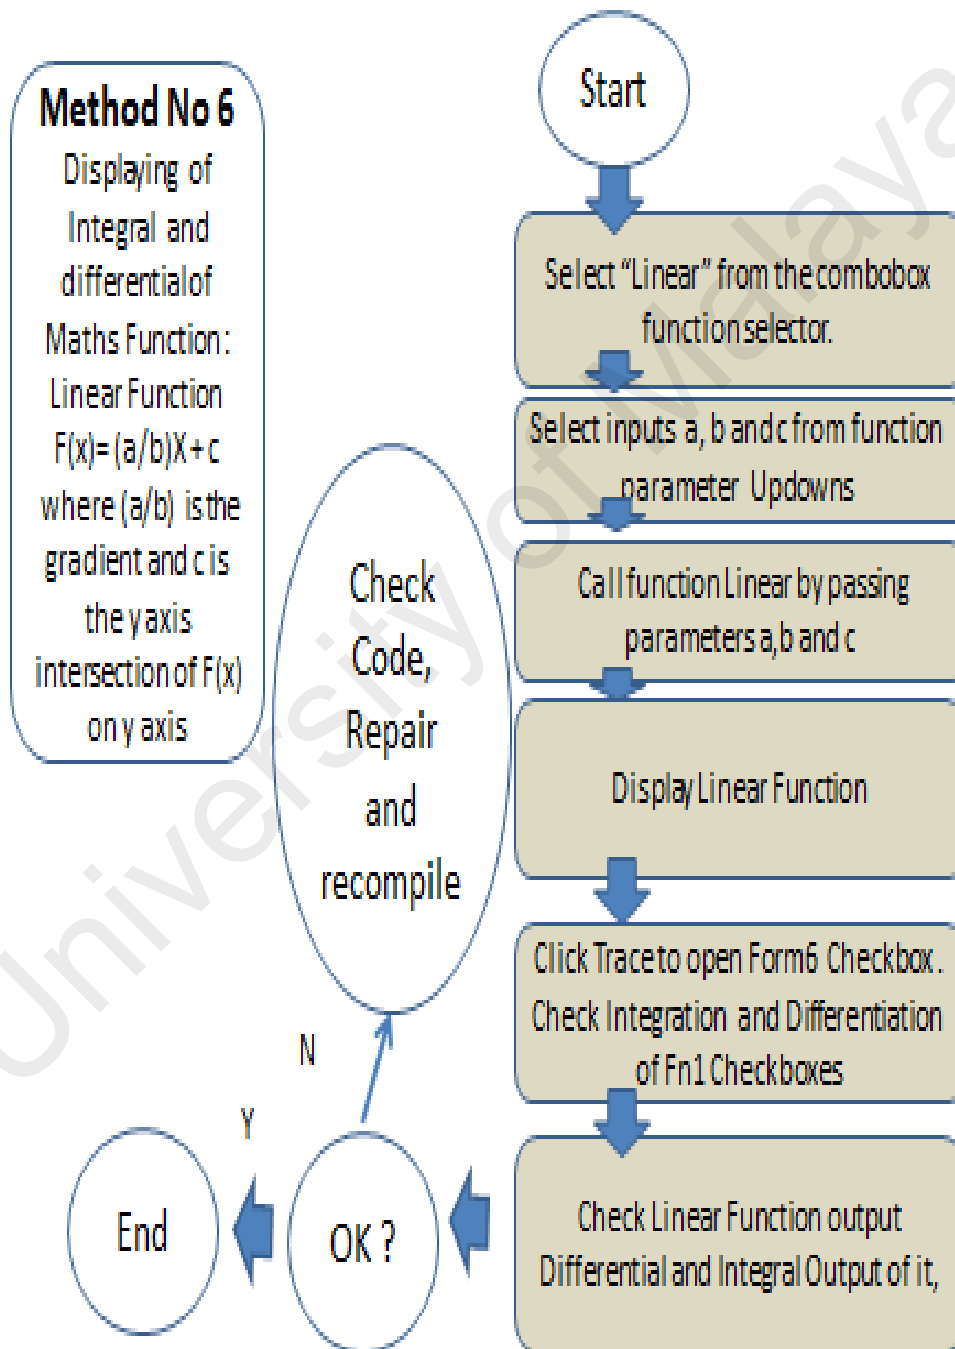 Method No 6
Displaying of
Integral and
differential of
Maths Function :
Linear Function
F(x)= (a/b)X + c
where (a/b) is the
gradient and c is
the y axis
intersection of F(x)
on y axis
Start
Select “Linear” from the combobox
function selector.
Select inputs a, b and c from function
parameter Updowns
Call function Linear by passing
parameters a,b and c
Display Linear Function
Click Trace to open Form6 Checkbox .
Check Integration and Differentiation
of Fn1 Checkboxes
Check Linear Function output
Differential and Integral Output of it,
OK ?
N
Check
Code,
Repair
and
recompile
Y
End
University of Malaya